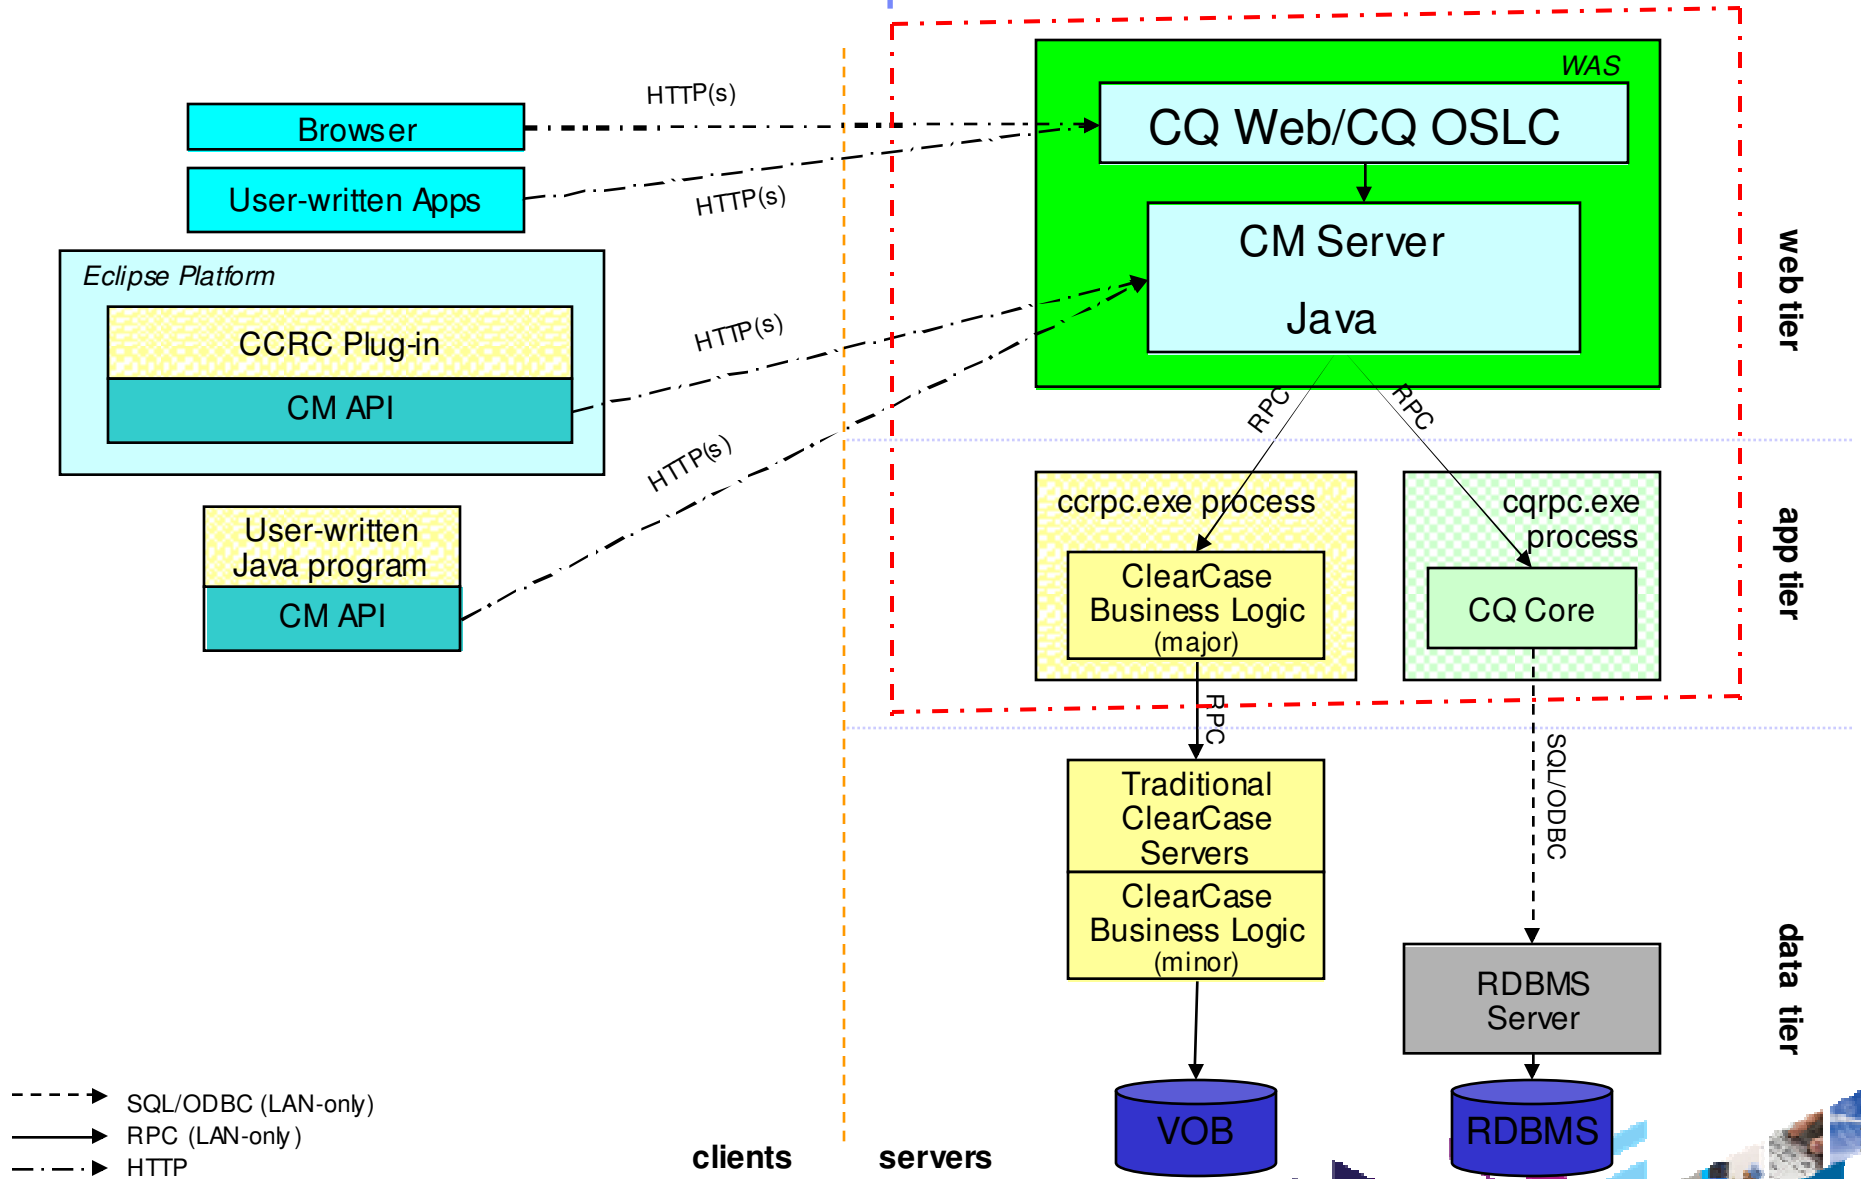 WAS
HTTP(s)
Browser
CQ Web/CQ OSLC
User-written Apps
HTTP(s)
Eclipse Platform
CM Server
Java
web tier
CCRC Plug-in
HTTP(s)
CM API
RPC
RPC
HTTP(s)
User-written
Java program
CM API
ccrpc.exe process
cqrpc.exe
process
ClearCase
Business Logic
(major)
CQ Core
app tier
RPC
SQL/ODBC
Traditional
ClearCase
Servers
ClearCase
Business Logic
(minor)
RDBMS
Server
data tier
VOB
RDBMS
SQL/ODBC (LAN-only)
RPC (LAN-only)
HTTP
clients
servers